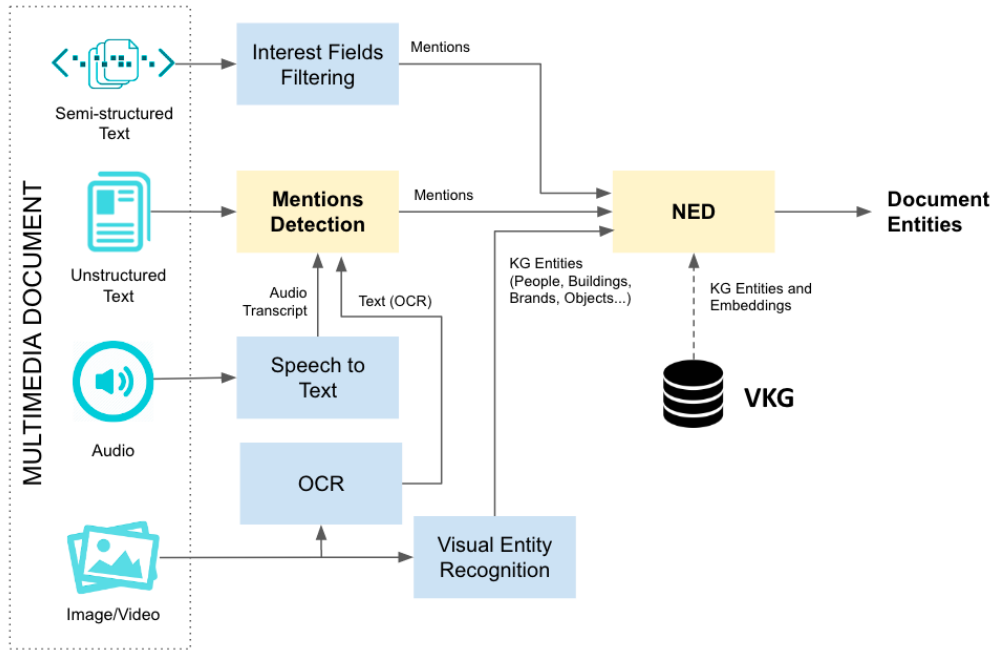 MULTIMEDIA DOCUMENT
Semi-structured
Text
Interest Fields
Filtering
Mentions
Unstructured
Text
Mentions
Detection
Mentions
NED
Document
Entities
KG Entities
(People, Buildings,
Brands, Objects...)
KG Entities and
Embeddings
Audio
Transcript
Text (OCR)
Audio
Speech to
Text
VKG
OCR
Image/Video
Visual Entity
Recognition